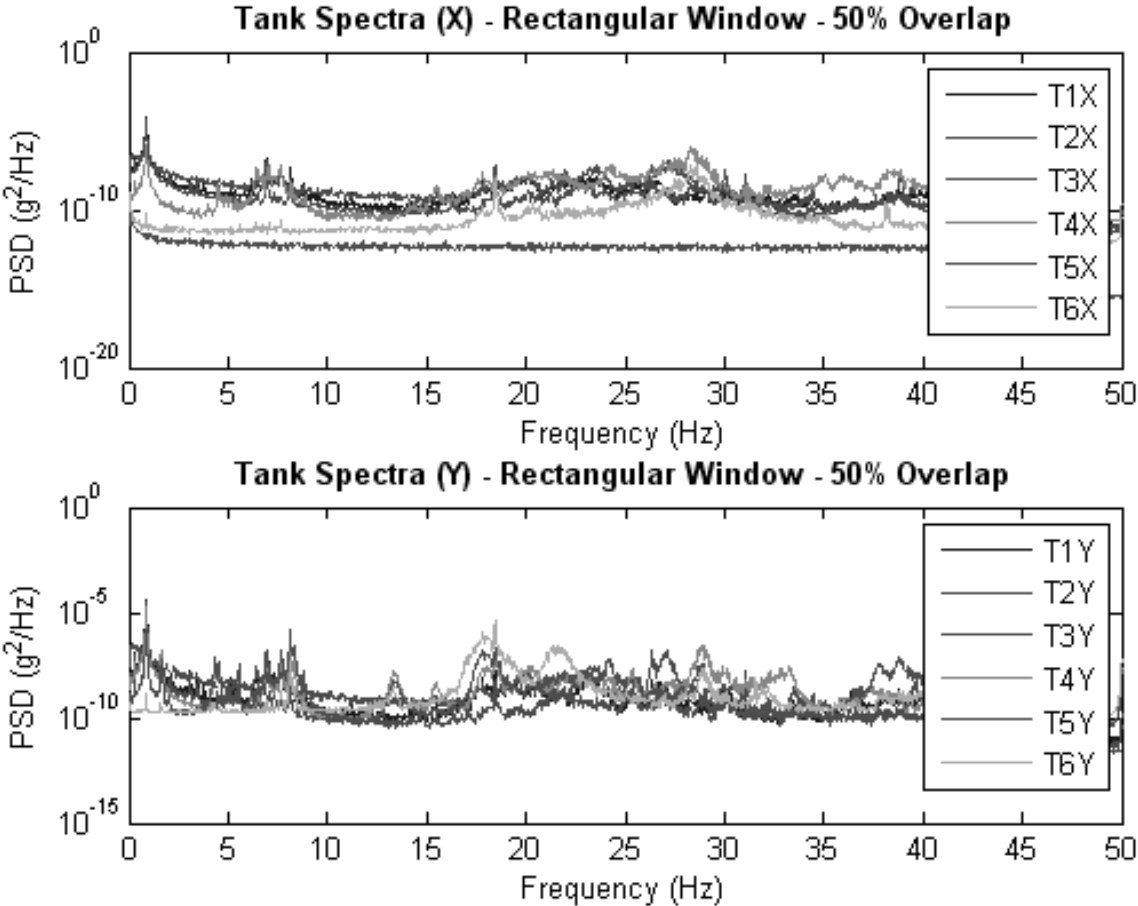 Tank Spectra (X) - Rectangular Window - 50% Overlap
10^0
10^-10
10^-20
PSD (g²/Hz)
T1X
T2X
T3X
T4X
T5X
T6X
0 5 10 15 20 25 30 35 40 45 50
Frequency (Hz)
Tank Spectra (Y) - Rectangular Window - 50% Overlap
10^0
10^-5
10^-10
10^-15
PSD (g²/Hz)
T1Y
T2Y
T3Y
T4Y
T5Y
T6Y
0 5 10 15 20 25 30 35 40 45 50
Frequency (Hz)